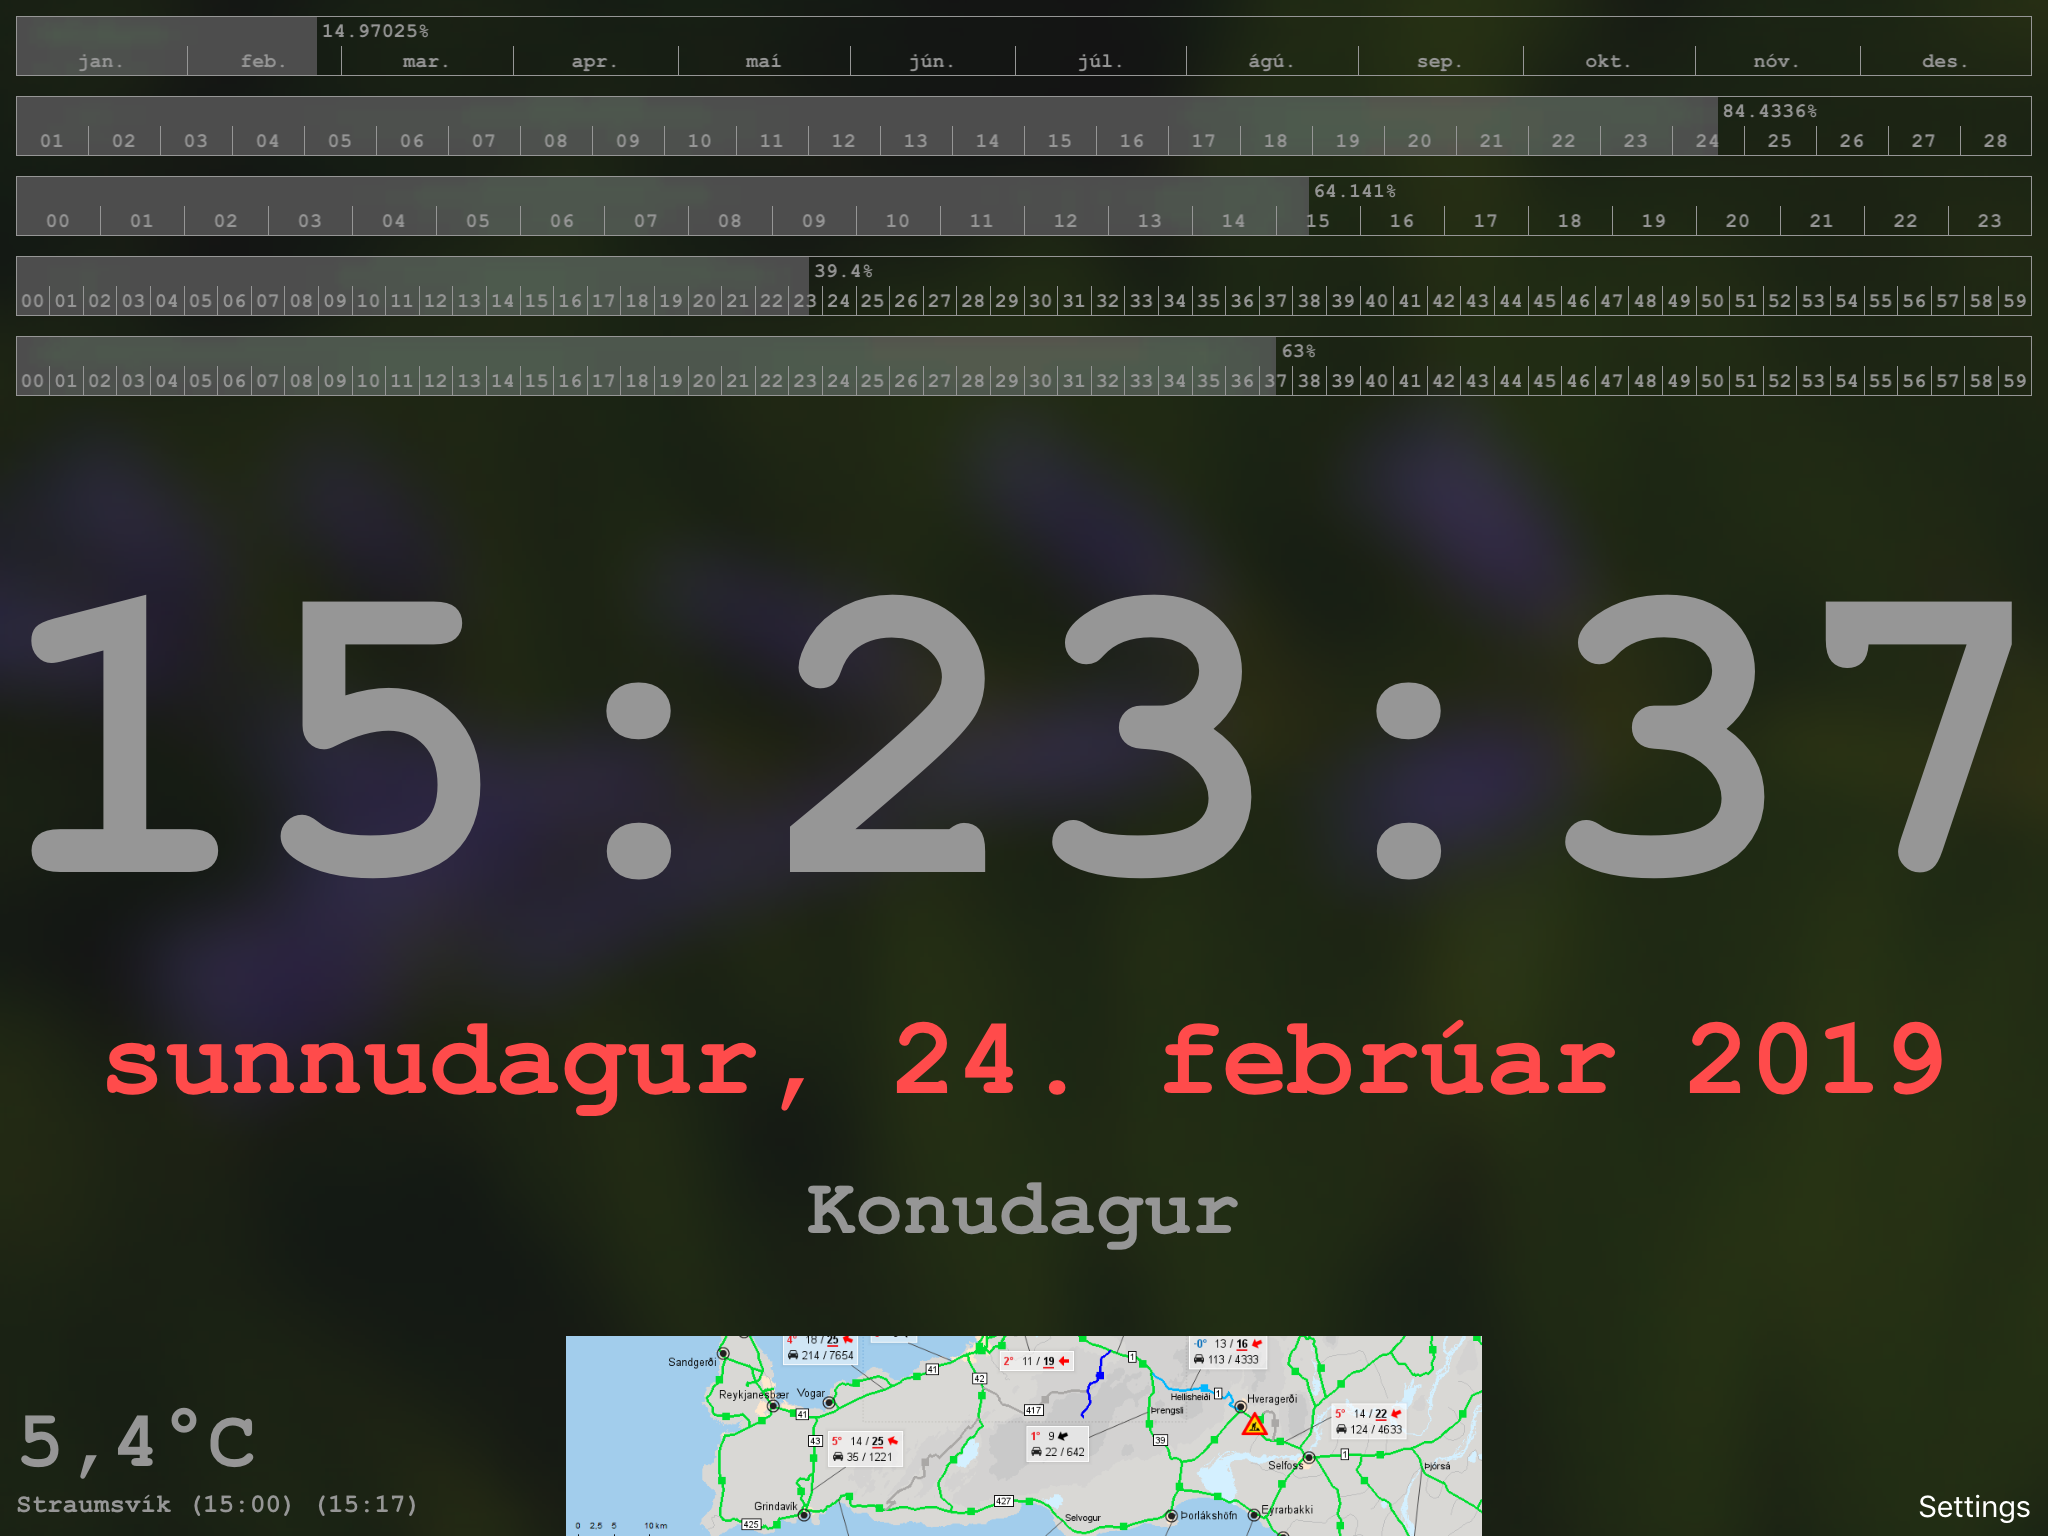 14.97025%
jan. feb. mar. apr. maí jún. júl. ágú. sep. okt. nóv. des.
84.4336%
01 02 03 04 05 06 07 08 09 10 11 12 13 14 15 16 17 18 19 20 21 22 23 24 25 26 27 28
64.141%
00 01 02 03 04 05 06 07 08 09 10 11 12 13 14 15 16 17 18 19 20 21 22 23
39.4%
00 01 02 03 04 05 06 07 08 09 10 11 12 13 14 15 16 17 18 19 20 21 22 23 24 25 26 27 28 29 30 31 32 33 34 35 36 37 38 39 40 41 42 43 44 45 46 47 48 49 50 51 52 53 54 55 56 57 58 59
63%
00 01 02 03 04 05 06 07 08 09 10 11 12 13 14 15 16 17 18 19 20 21 22 23 24 25 26 27 28 29 30 31 32 33 34 35 36 37 38 39 40 41 42 43 44 45 46 47 48 49 50 51 52 53 54 55 56 57 58 59
15:23:37
sunnudagur, 24. febrúar 2019
Konudagur
5,4°C
Straumsvík (15:00) (15:17)
4° 18 / 25
214 / 7654
-0° 13 / 16
113 / 4333
Sandgerði
2° 11 / 19
1
41
42
Reykjanesbær
Vogar
41
Hellisheiði
1
Hveragerði
417
Þrengsli
5° 14 / 22
124 / 4633
43
5° 14 / 25
35 / 1221
1° 9
22 / 642
39
Selfoss
1
Þjórsá
Grindavík
427
Selvogur
Þorlákshöfn
Eyrarbakki
425
0 2,5 5 10 km
Settings